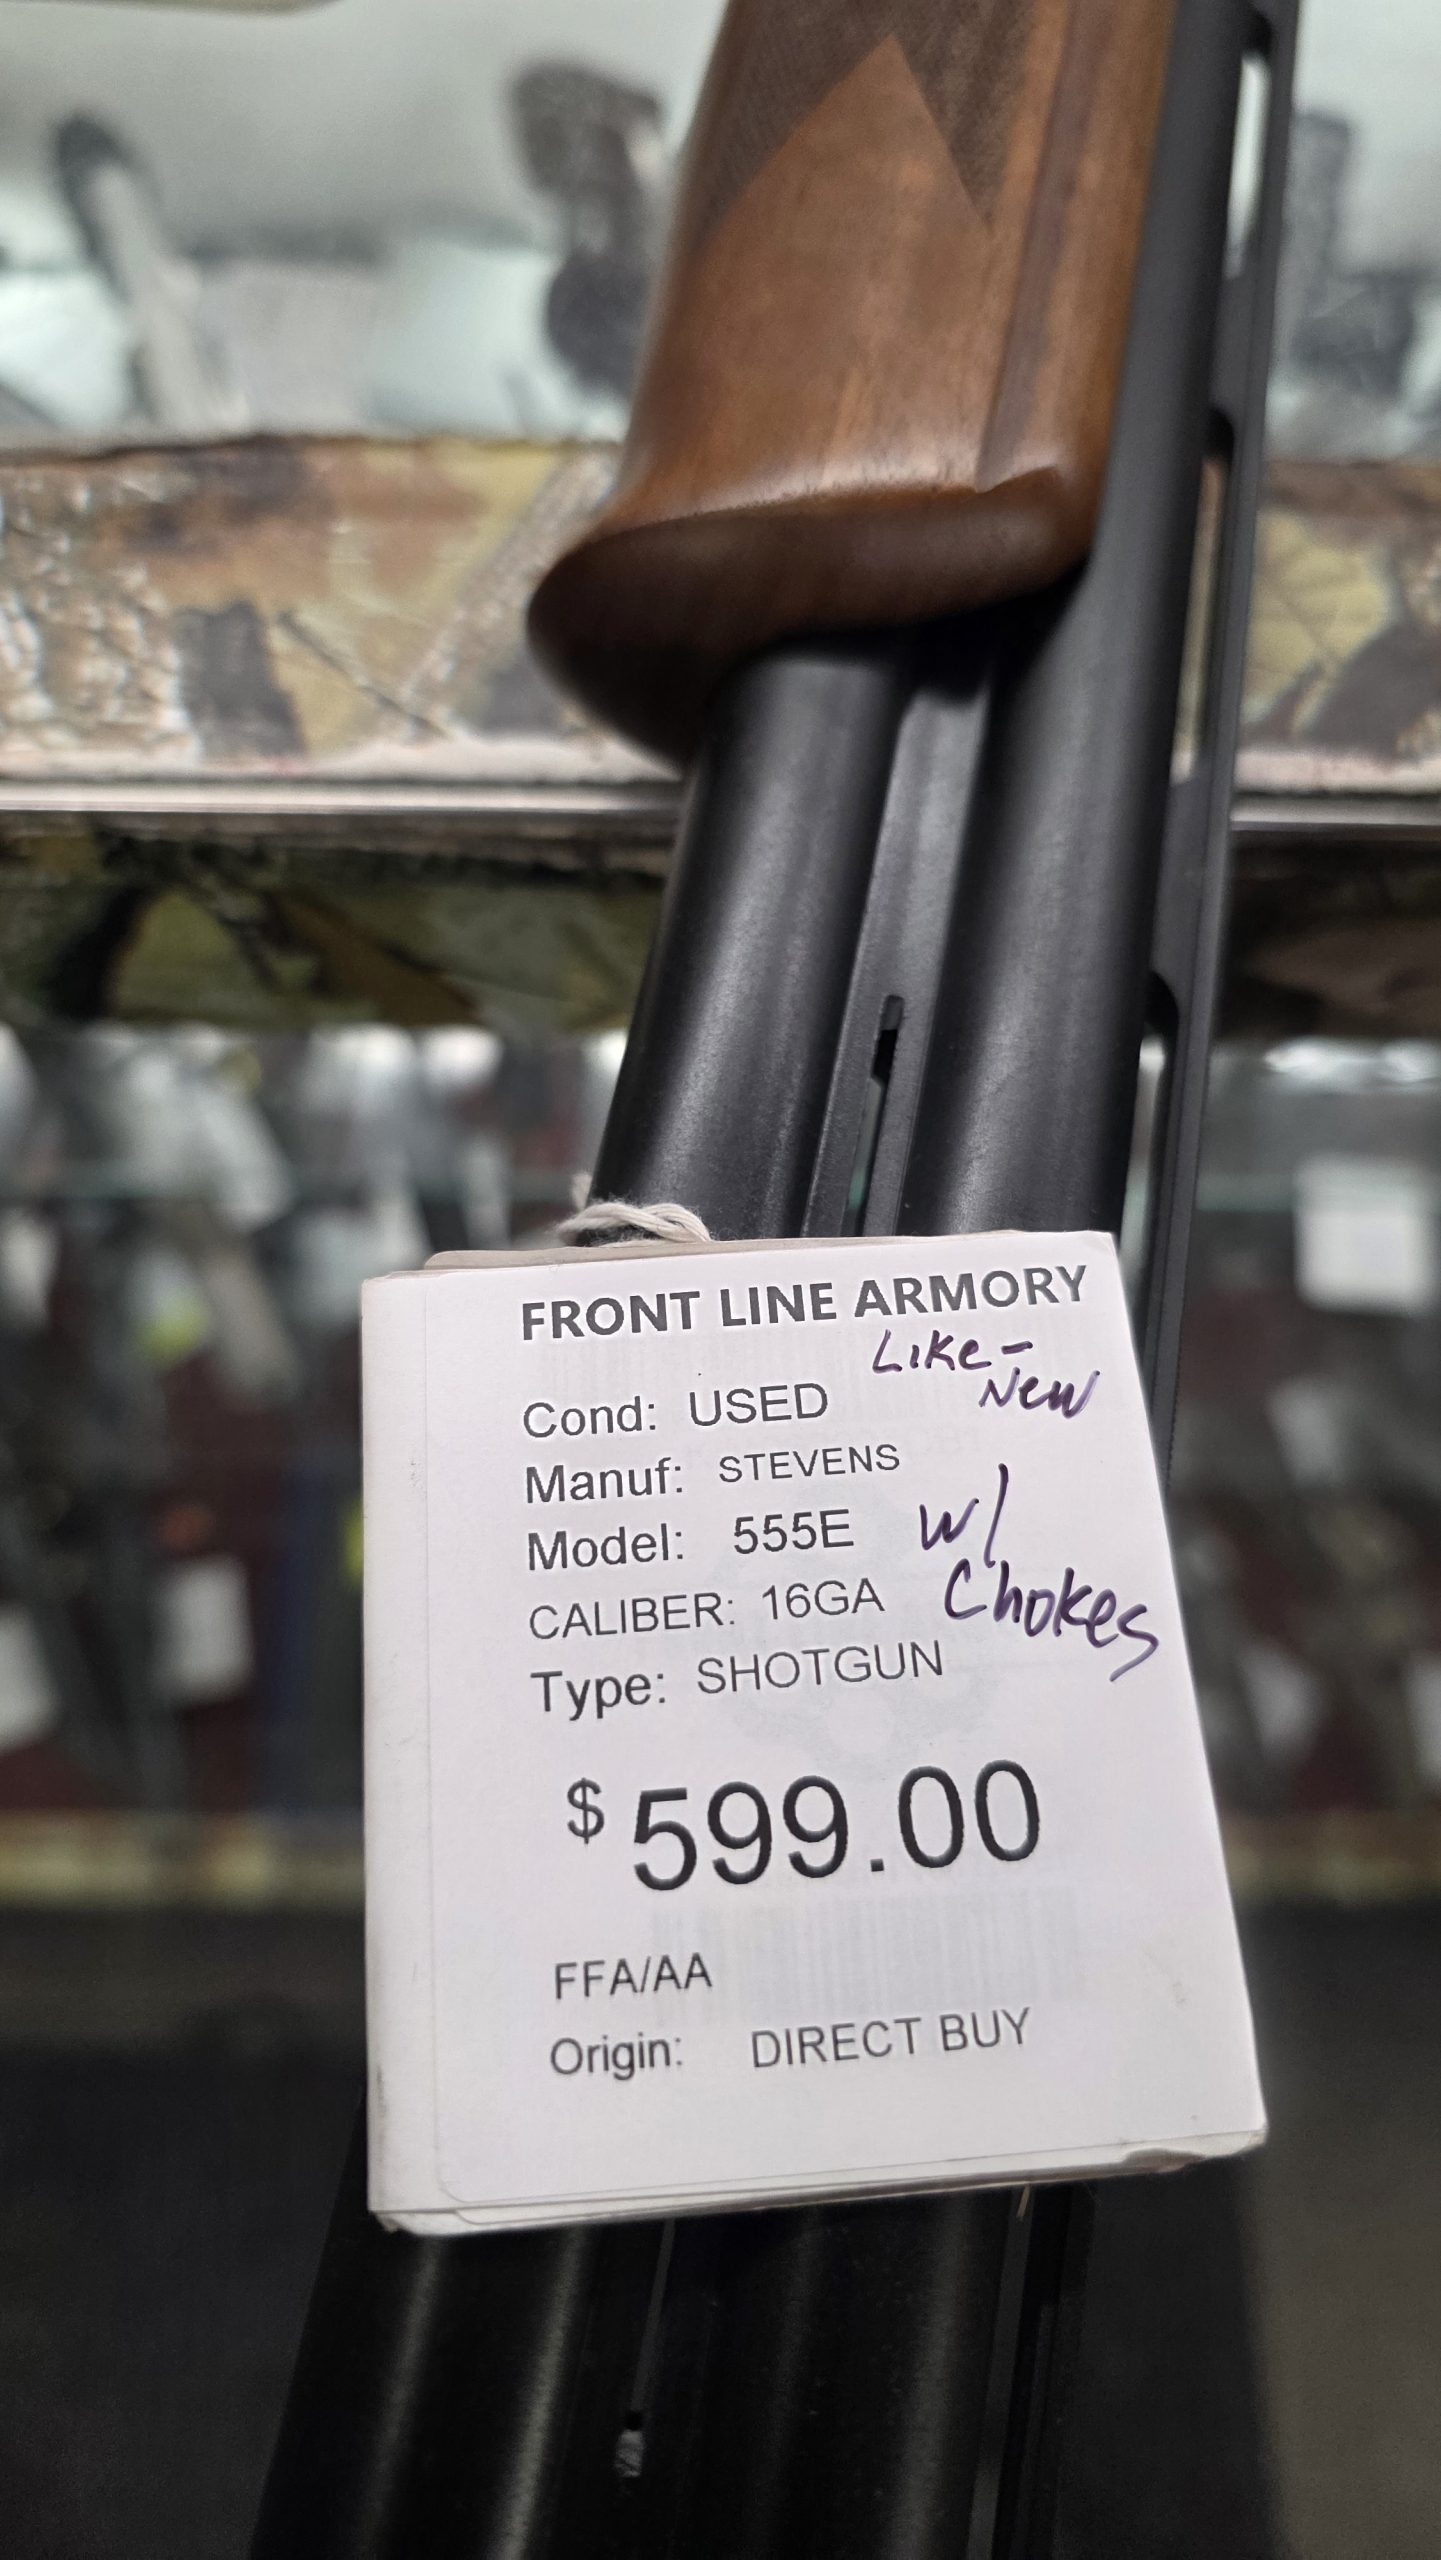 FRONT LINE ARMORY
Like-
New
Cond: USED
Manuf: STEVENS
Model: 555E w/
Chokes
CALIBER: 16GA
Type: SHOTGUN
$599.00
FFA/AA
Origin: DIRECT BUY